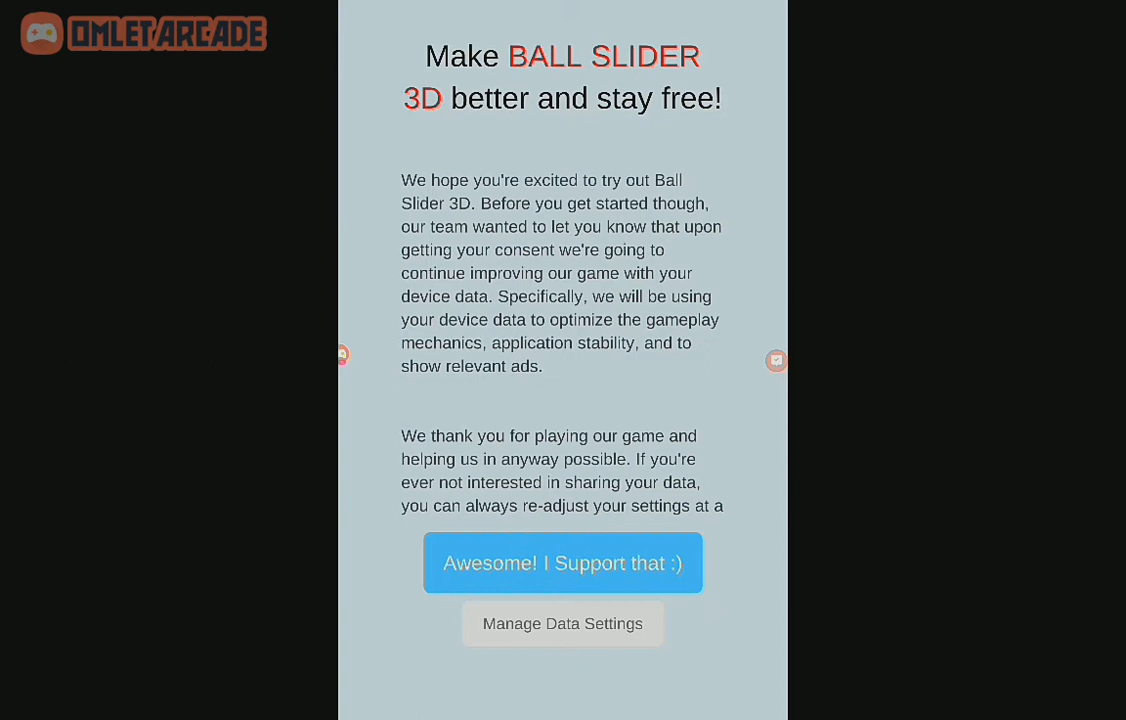 OMLET ARCADE
Make BALL SLIDER
3D better and stay free!
We hope you're excited to try out Ball
Slider 3D. Before you get started though,
our team wanted to let you know that upon
getting your consent we're going to
continue improving our game with your
device data. Specifically, we will be using
your device data to optimize the gameplay
mechanics, application stability, and to
show relevant ads.
We thank you for playing our game and
helping us in anyway possible. If you're
ever not interested in sharing your data,
you can always re-adjust your settings at a
Awesome! I Support that :)
Manage Data Settings